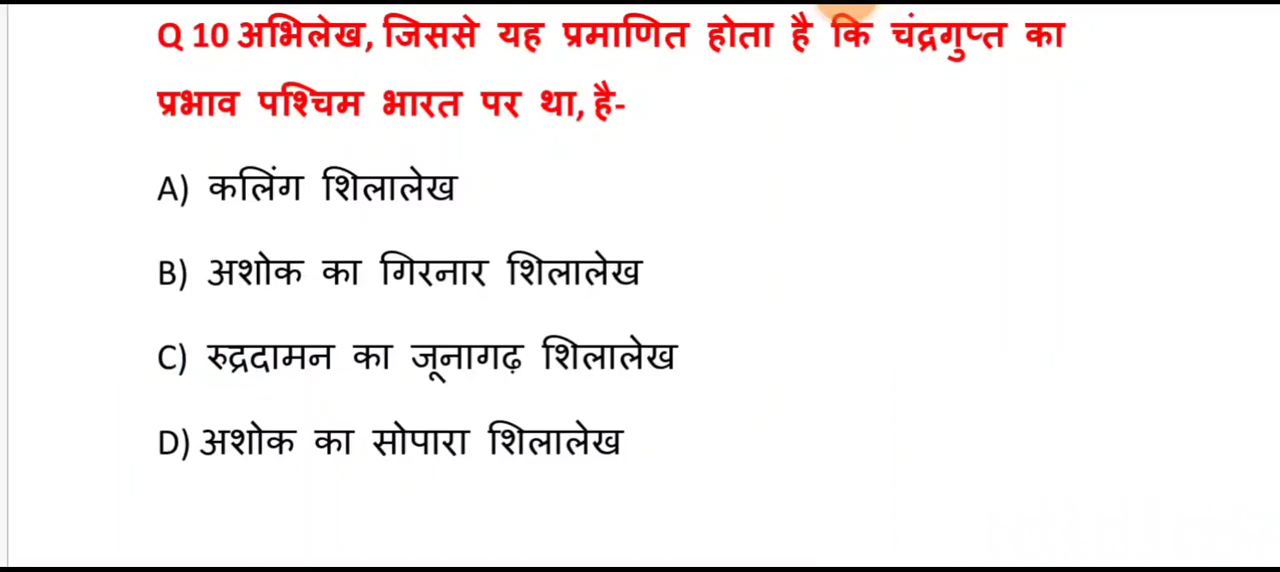 Q 10 अभिलेख, जिससे यह प्रमाणित होता है कि चंद्रगुप्त का
प्रभाव पश्चिम भारत पर था, है-
A) कलिंग शिलालेख
B) अशोक का गिरनार शिलालेख
C) रुद्रदामन का जूनागढ़ शिलालेख
D) अशोक का सोपारा शिलालेख